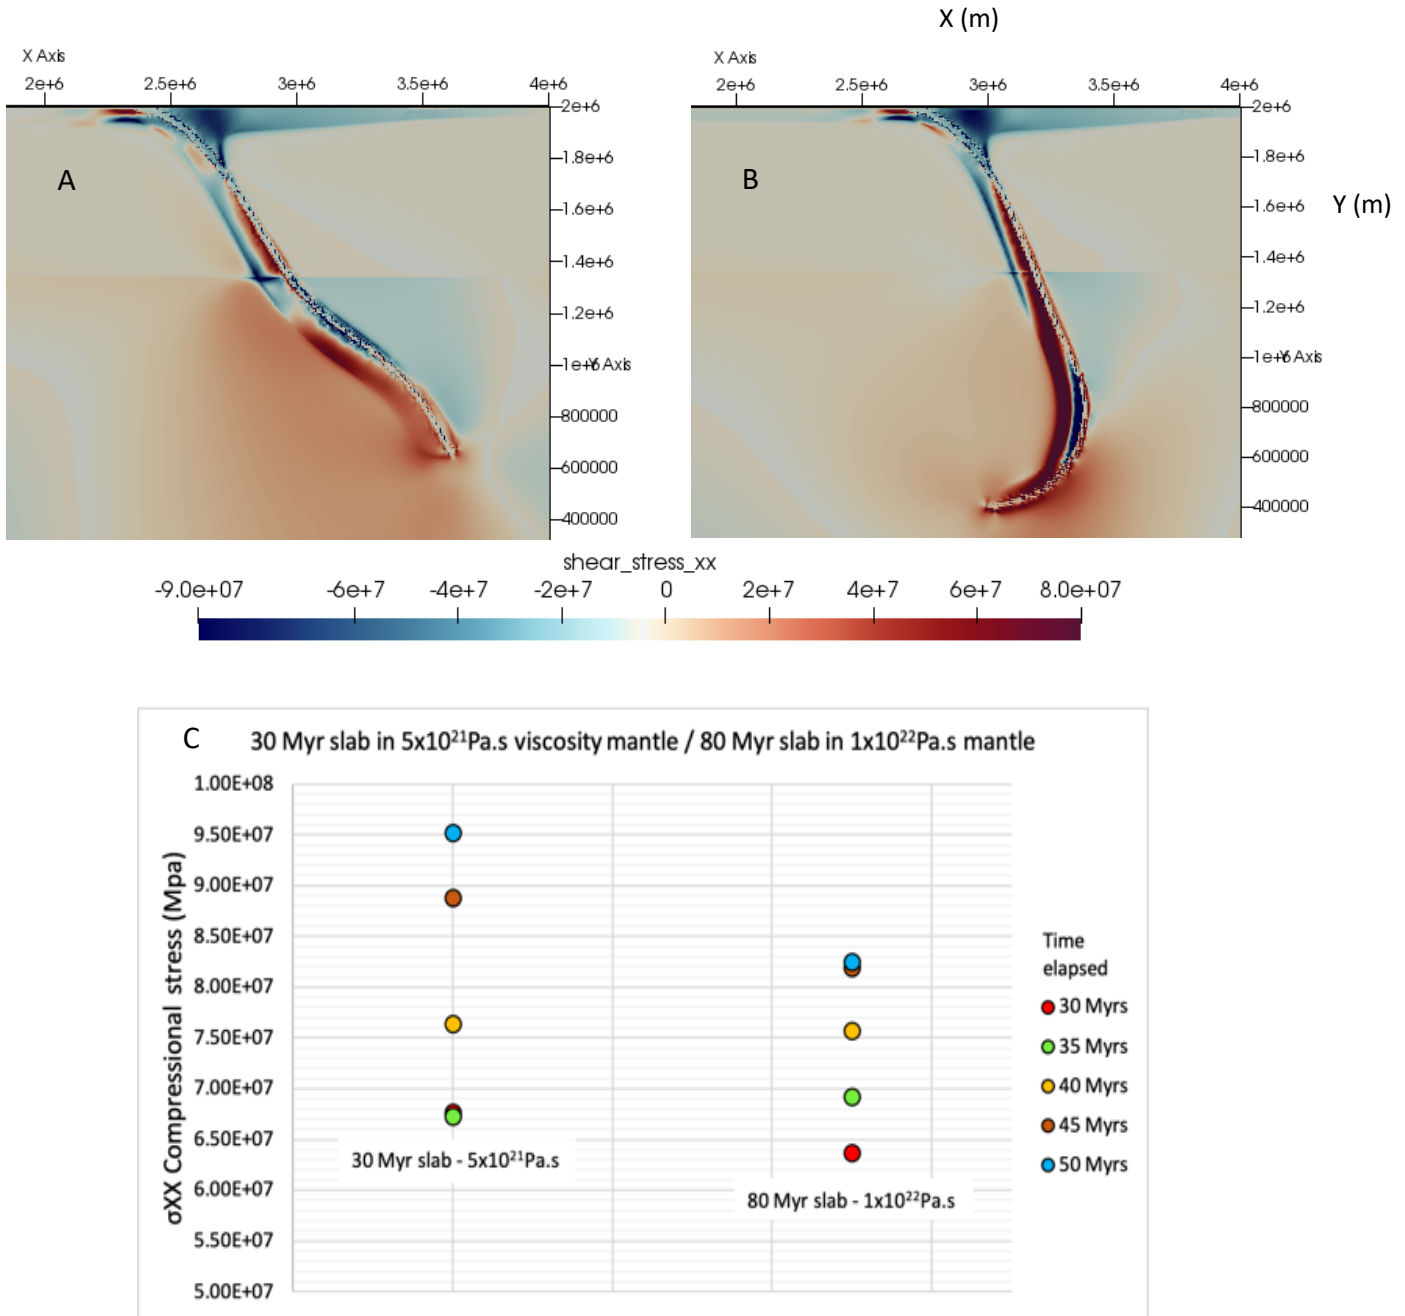 X (m)
X Axis
2e+6 2.5e+6 3e+6 3.5e+6 4e+6
2e+6
1.8e+6
1.6e+6
1.4e+6
1.2e+6
1e+6 Y Axis
800000
600000
400000
A
X Axis
2e+6 2.5e+6 3e+6 3.5e+6 4e+6
2e+6
1.8e+6
1.6e+6
1.4e+6
1.2e+6
1e+6 Y Axis
800000
600000
400000
B
Y (m)
shear_stress_xx
-9.0e+07 -6e+7 -4e+7 -2e+7 0 2e+7 4e+7 6e+7 8.0e+07
C 30 Myr slab in 5x10²¹Pa.s viscosity mantle / 80 Myr slab in 1x10²²Pa.s mantle
σXX Compressional stress (Mpa)
1.00E+08
9.50E+07
9.00E+07
8.50E+07
8.00E+07
7.50E+07
7.00E+07
6.50E+07
6.00E+07
5.50E+07
5.00E+07
30 Myr slab - 5x10²¹Pa.s
80 Myr slab - 1x10²²Pa.s
Time
elapsed
30 Myrs
35 Myrs
40 Myrs
45 Myrs
50 Myrs